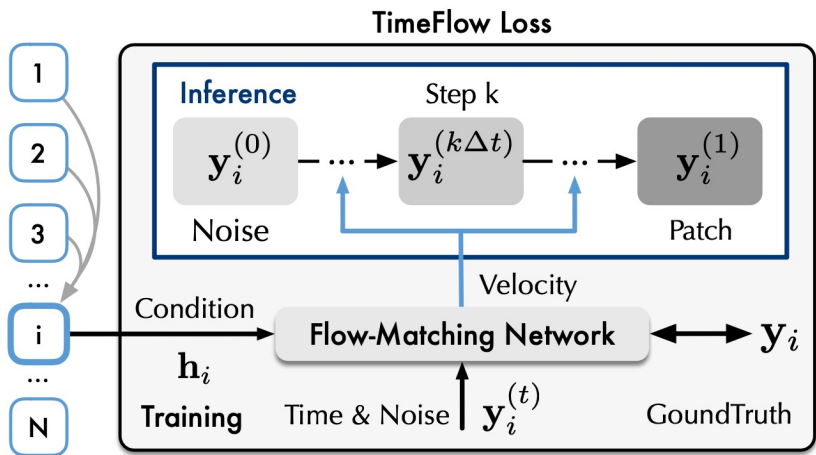 TimeFlow Loss
1
2
3
...
i
...
N
Inference
Step k
y_i^(0)
...
y_i^(kΔt)
...
y_i^(1)
Noise
Patch
Velocity
Condition
h_i
Flow-Matching Network
y_i
Training
Time & Noise
y_i^(t)
GoundTruth